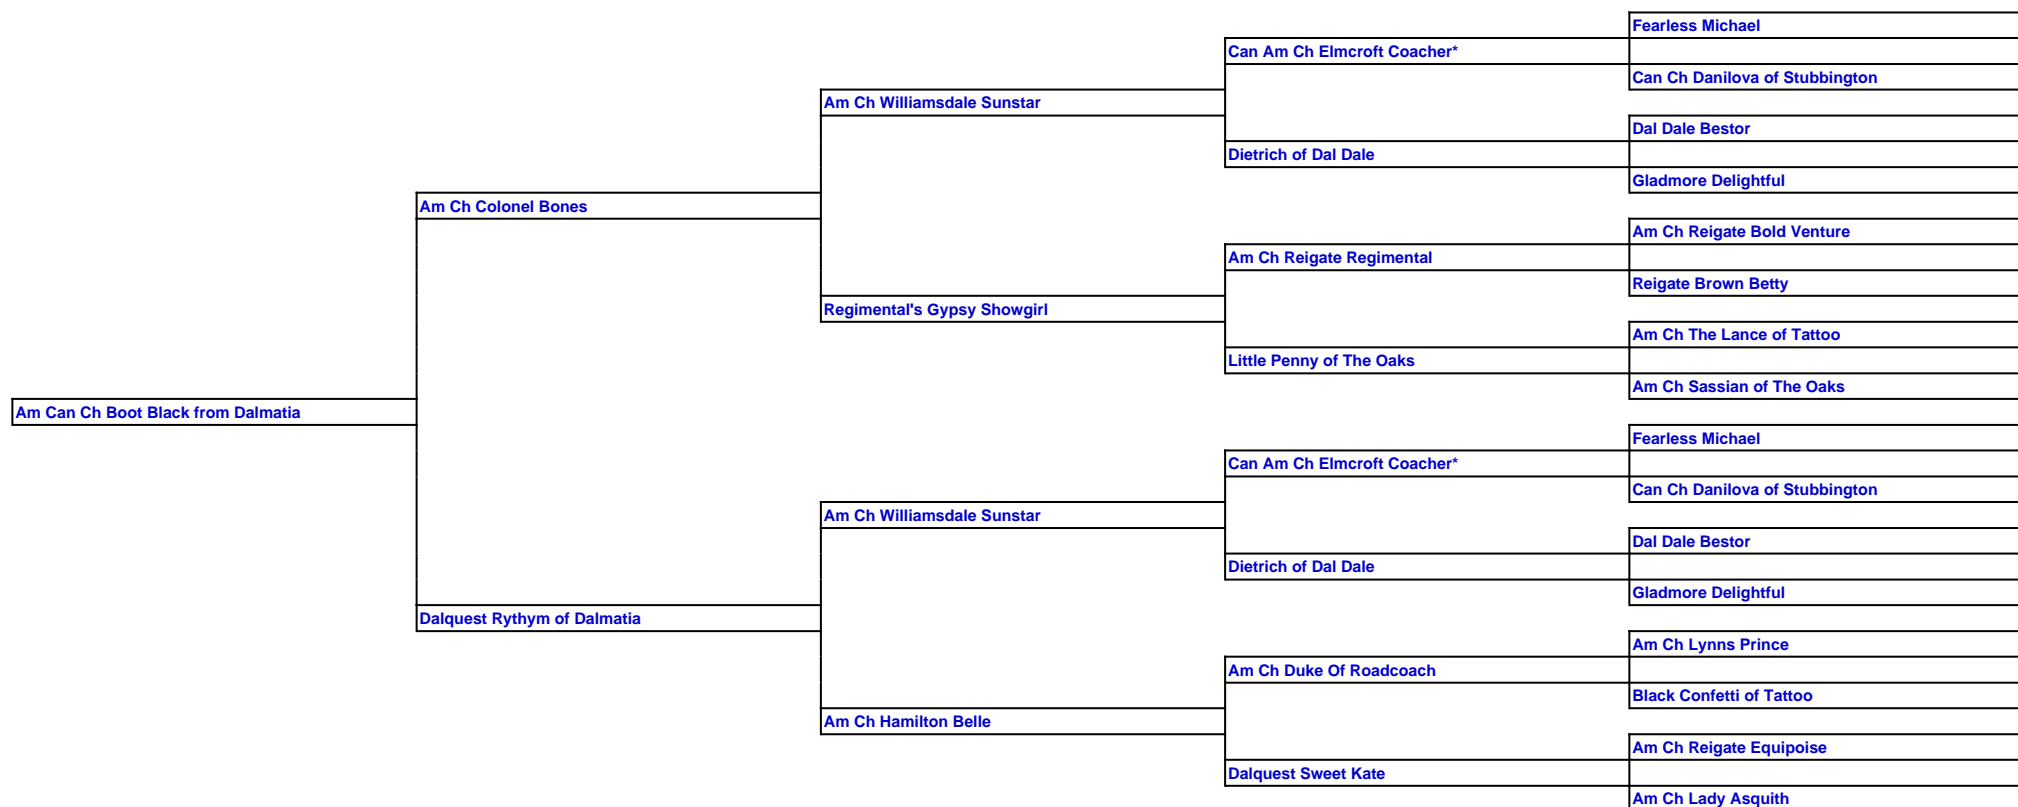 Fearless Michael
Can Am Ch Elmcroft Coacher*
Can Ch Danilova of Stubbington
Am Ch Williamsdale Sunstar
Dal Dale Bestor
Dietrich of Dal Dale
Gladmore Delightful
Am Ch Colonel Bones
Am Ch Reigate Bold Venture
Am Ch Reigate Regimental
Reigate Brown Betty
Regimental's Gypsy Showgirl
Am Ch The Lance of Tattoo
Little Penny of The Oaks
Am Ch Sassian of The Oaks
Am Can Ch Boot Black from Dalmatia
Fearless Michael
Can Am Ch Elmcroft Coacher*
Can Ch Danilova of Stubbington
Am Ch Williamsdale Sunstar
Dal Dale Bestor
Dietrich of Dal Dale
Gladmore Delightful
Dalquest Rythym of Dalmatia
Am Ch Lynns Prince
Am Ch Duke Of Roadcoach
Black Confetti of Tattoo
Am Ch Hamilton Belle
Am Ch Reigate Equipoise
Dalquest Sweet Kate
Am Ch Lady Asquith